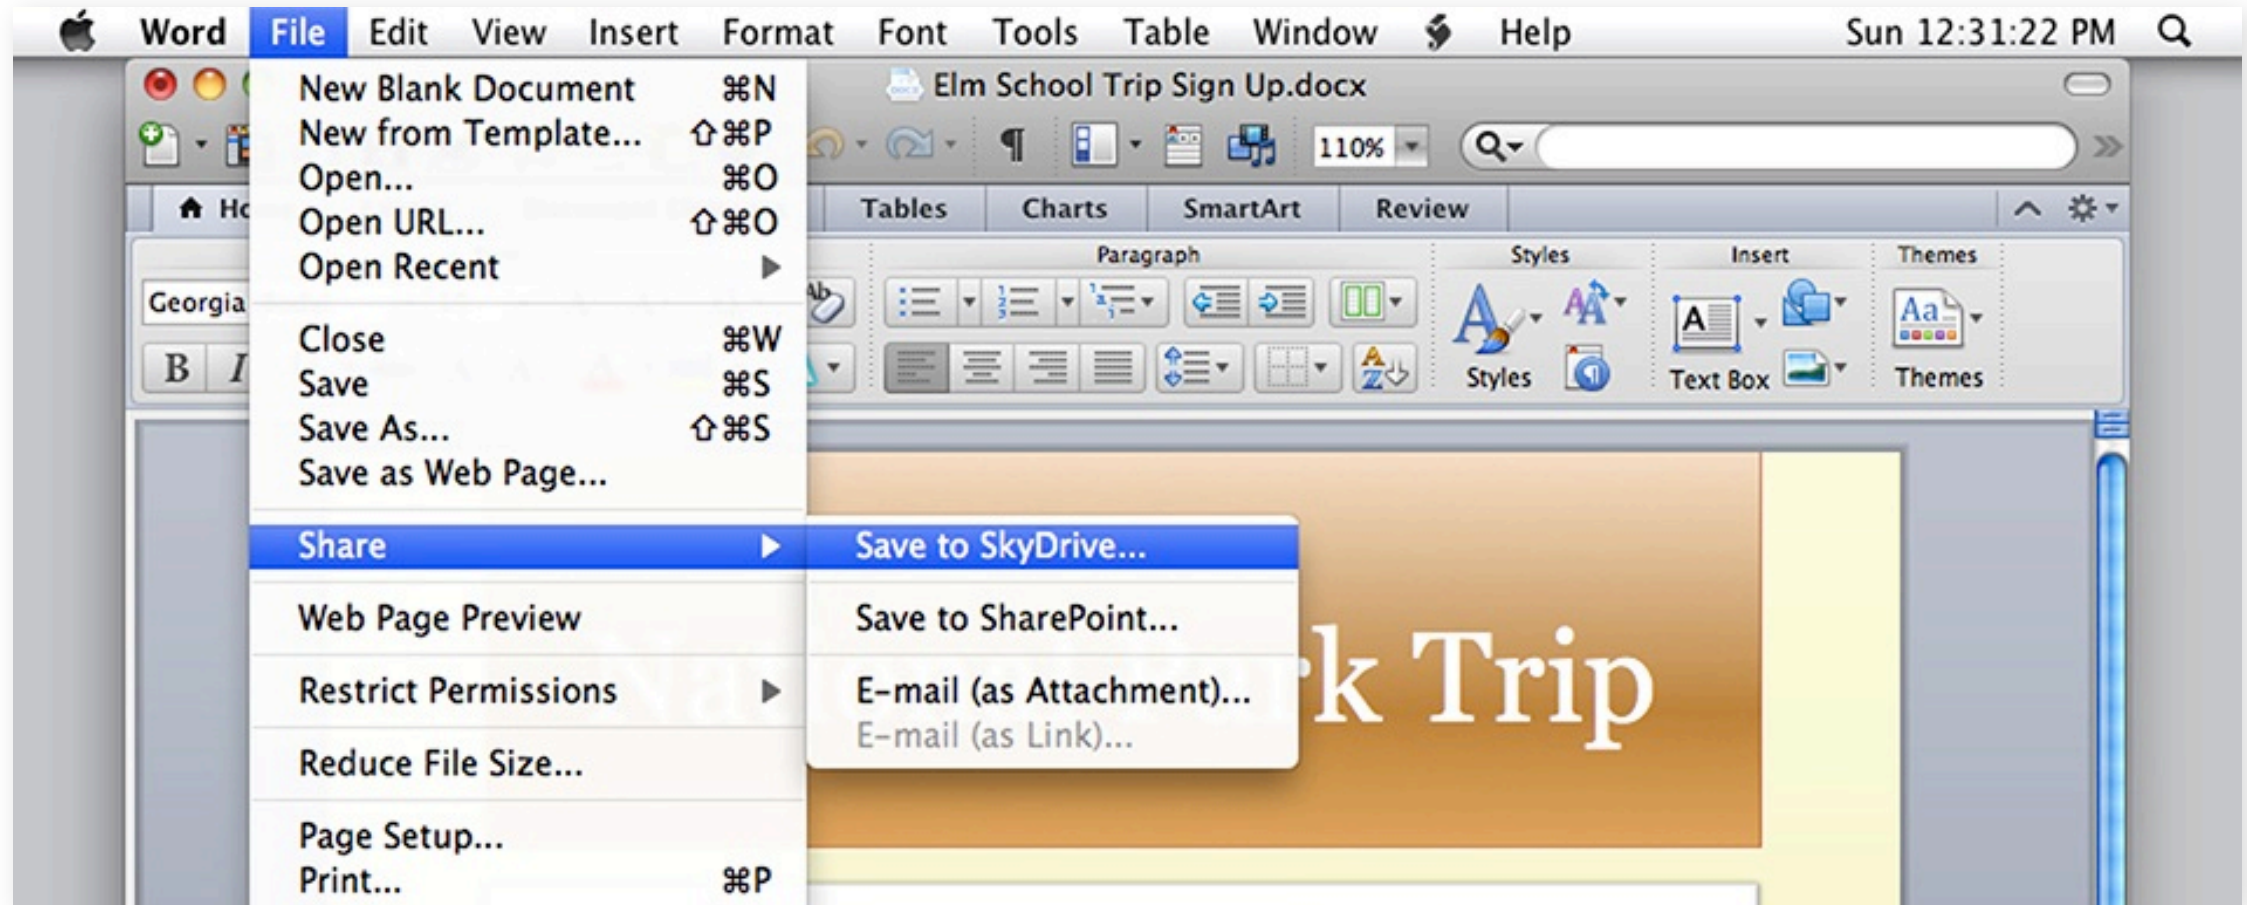 Word File Edit View Insert Format Font Tools Table Window Help Sun 12:31:22 PM
Elm School Trip Sign Up.docx
110%
Tables Charts SmartArt Review
Paragraph Styles Insert Themes
Georgia
B I
Styles Text Box Themes
New Blank Document ⌘N
New from Template... ⇧⌘P
Open... ⌘O
Open URL... ⇧⌘O
Open Recent
Close ⌘W
Save ⌘S
Save As... ⇧⌘S
Save as Web Page...
Share
Web Page Preview
Restrict Permissions
Reduce File Size...
Page Setup...
Print... ⌘P
Save to SkyDrive...
Save to SharePoint...
E-mail (as Attachment)...
E-mail (as Link)...
National Park Trip